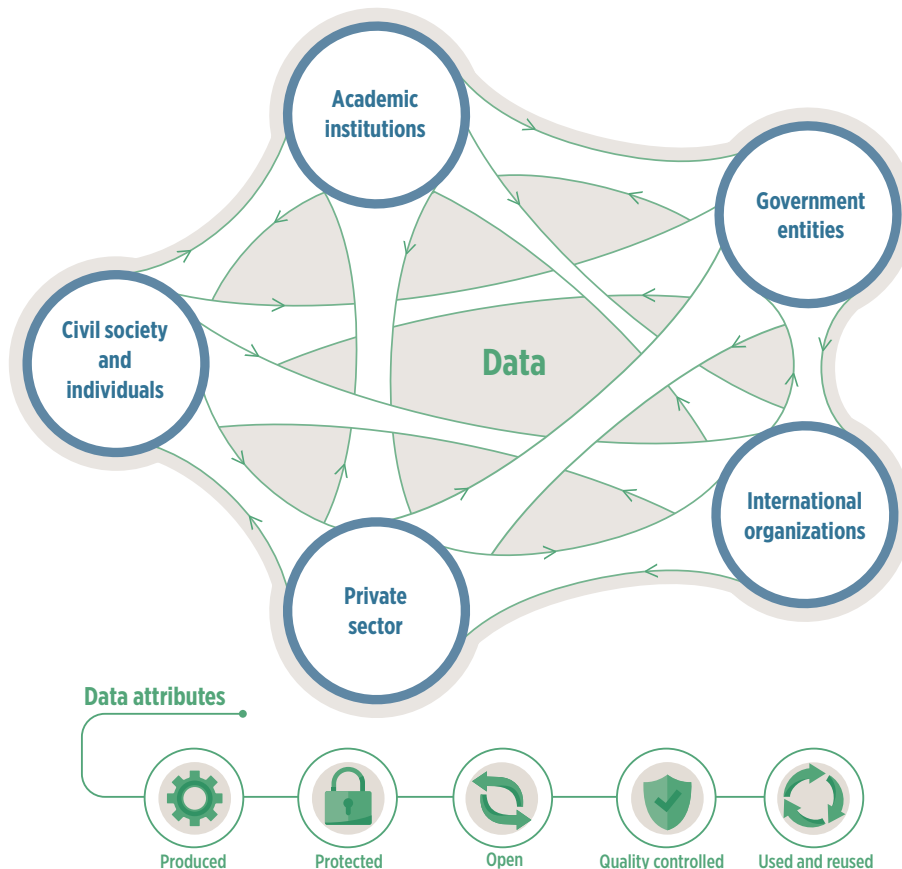 Academic
institutions
Government
entities
Civil society
and
individuals
Data
International
organizations
Private
sector
Data attributes
Produced
Protected
Open
Quality controlled
Used and reused